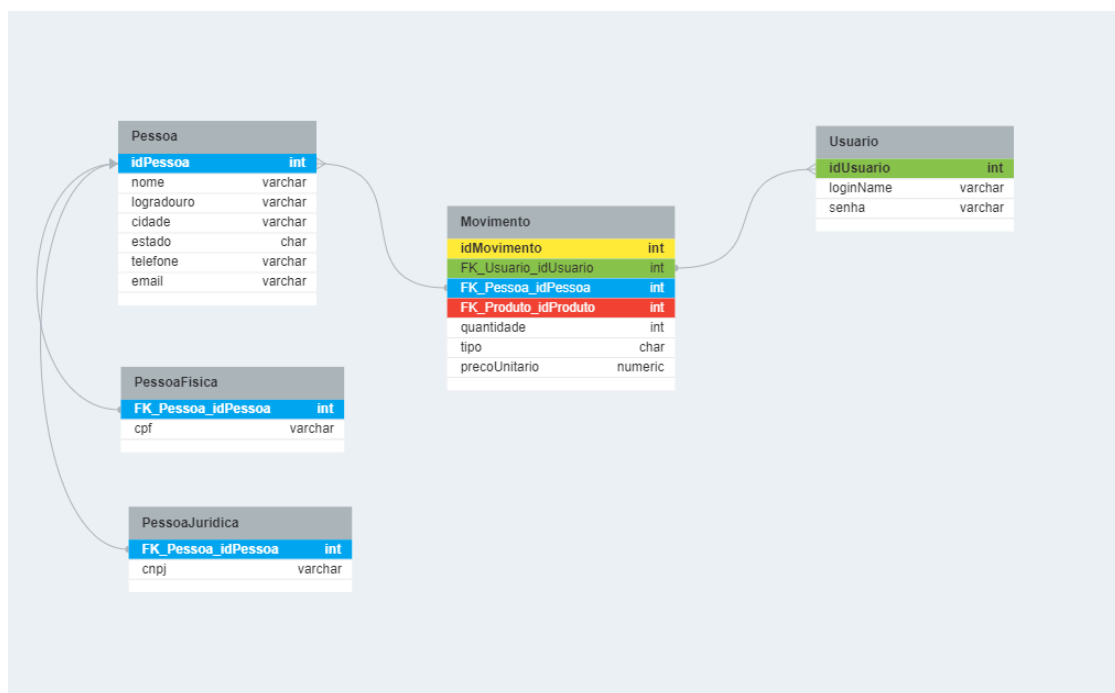 Pessoa
idPessoa int
nome varchar
logradouro varchar
cidade varchar
estado char
telefone varchar
email varchar
Usuario
idUsuario int
loginName varchar
senha varchar
Movimento
idMovimento int
FK_Usuario_idUsuario int
FK_Pessoa_idPessoa int
FK_Produto_idProduto int
quantidade int
tipo char
precoUnitario numeric
PessoaFisica
FK_Pessoa_idPessoa int
cpf varchar
PessoaJuridica
FK_Pessoa_idPessoa int
cnpj varchar